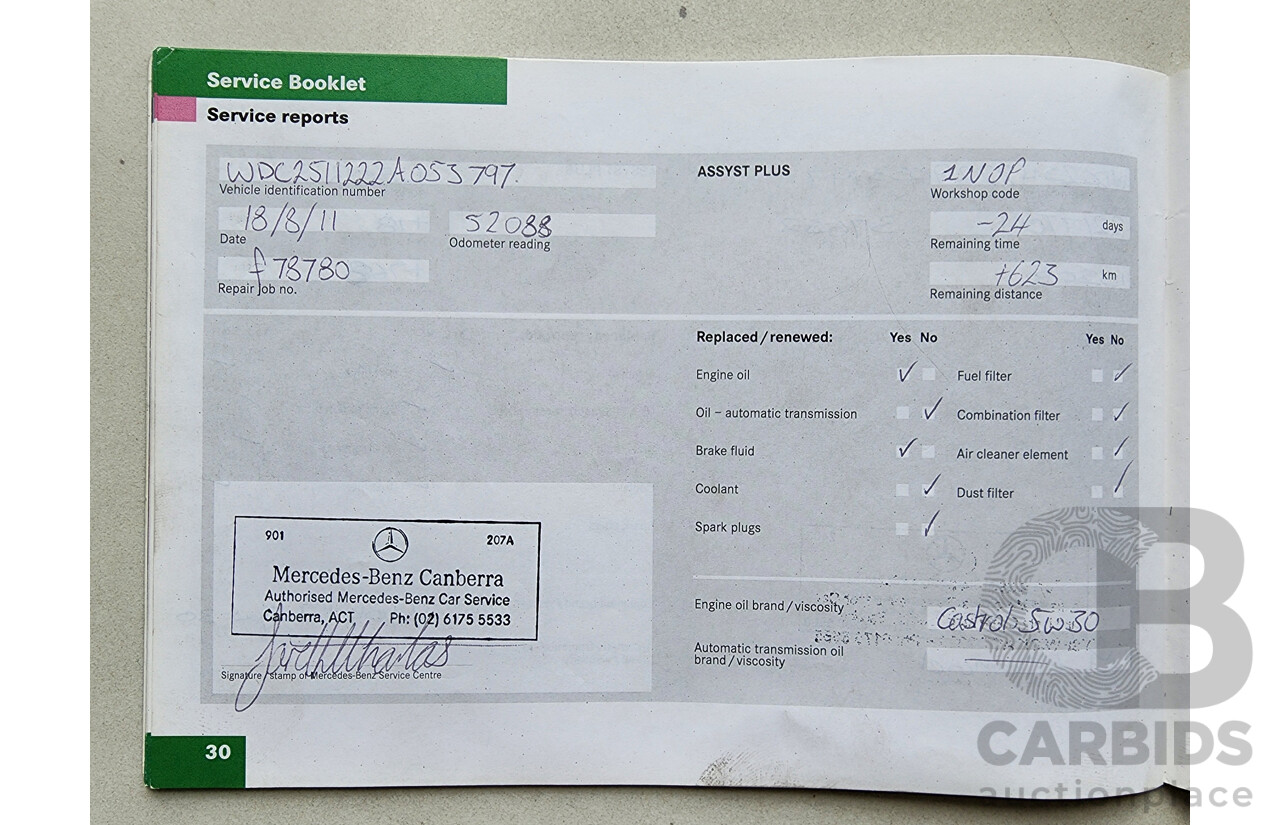 Service Booklet
Service reports
WDC2511222A053797.
Vehicle identification number
ASSYST PLUS
1NOP
Workshop code
18/8/11
Date
52088
Odometer reading
-24 days
Remaining time
f78780
Repair job no.
+623 km
Remaining distance
Replaced/renewed: Yes No Yes No
Engine oil Fuel filter
Oil – automatic transmission Combination filter
Brake fluid Air cleaner element
Coolant Dust filter
Spark plugs
901 207A
Mercedes-Benz Canberra
Authorised Mercedes-Benz Car Service
Canberra, ACT Ph: (02) 6175 5533
Signature/stamp of Mercedes-Benz Service Centre
Engine oil brand/viscosity Castrol 5W30
Automatic transmission oil
brand/viscosity
30
CARBIDS
auctionplace